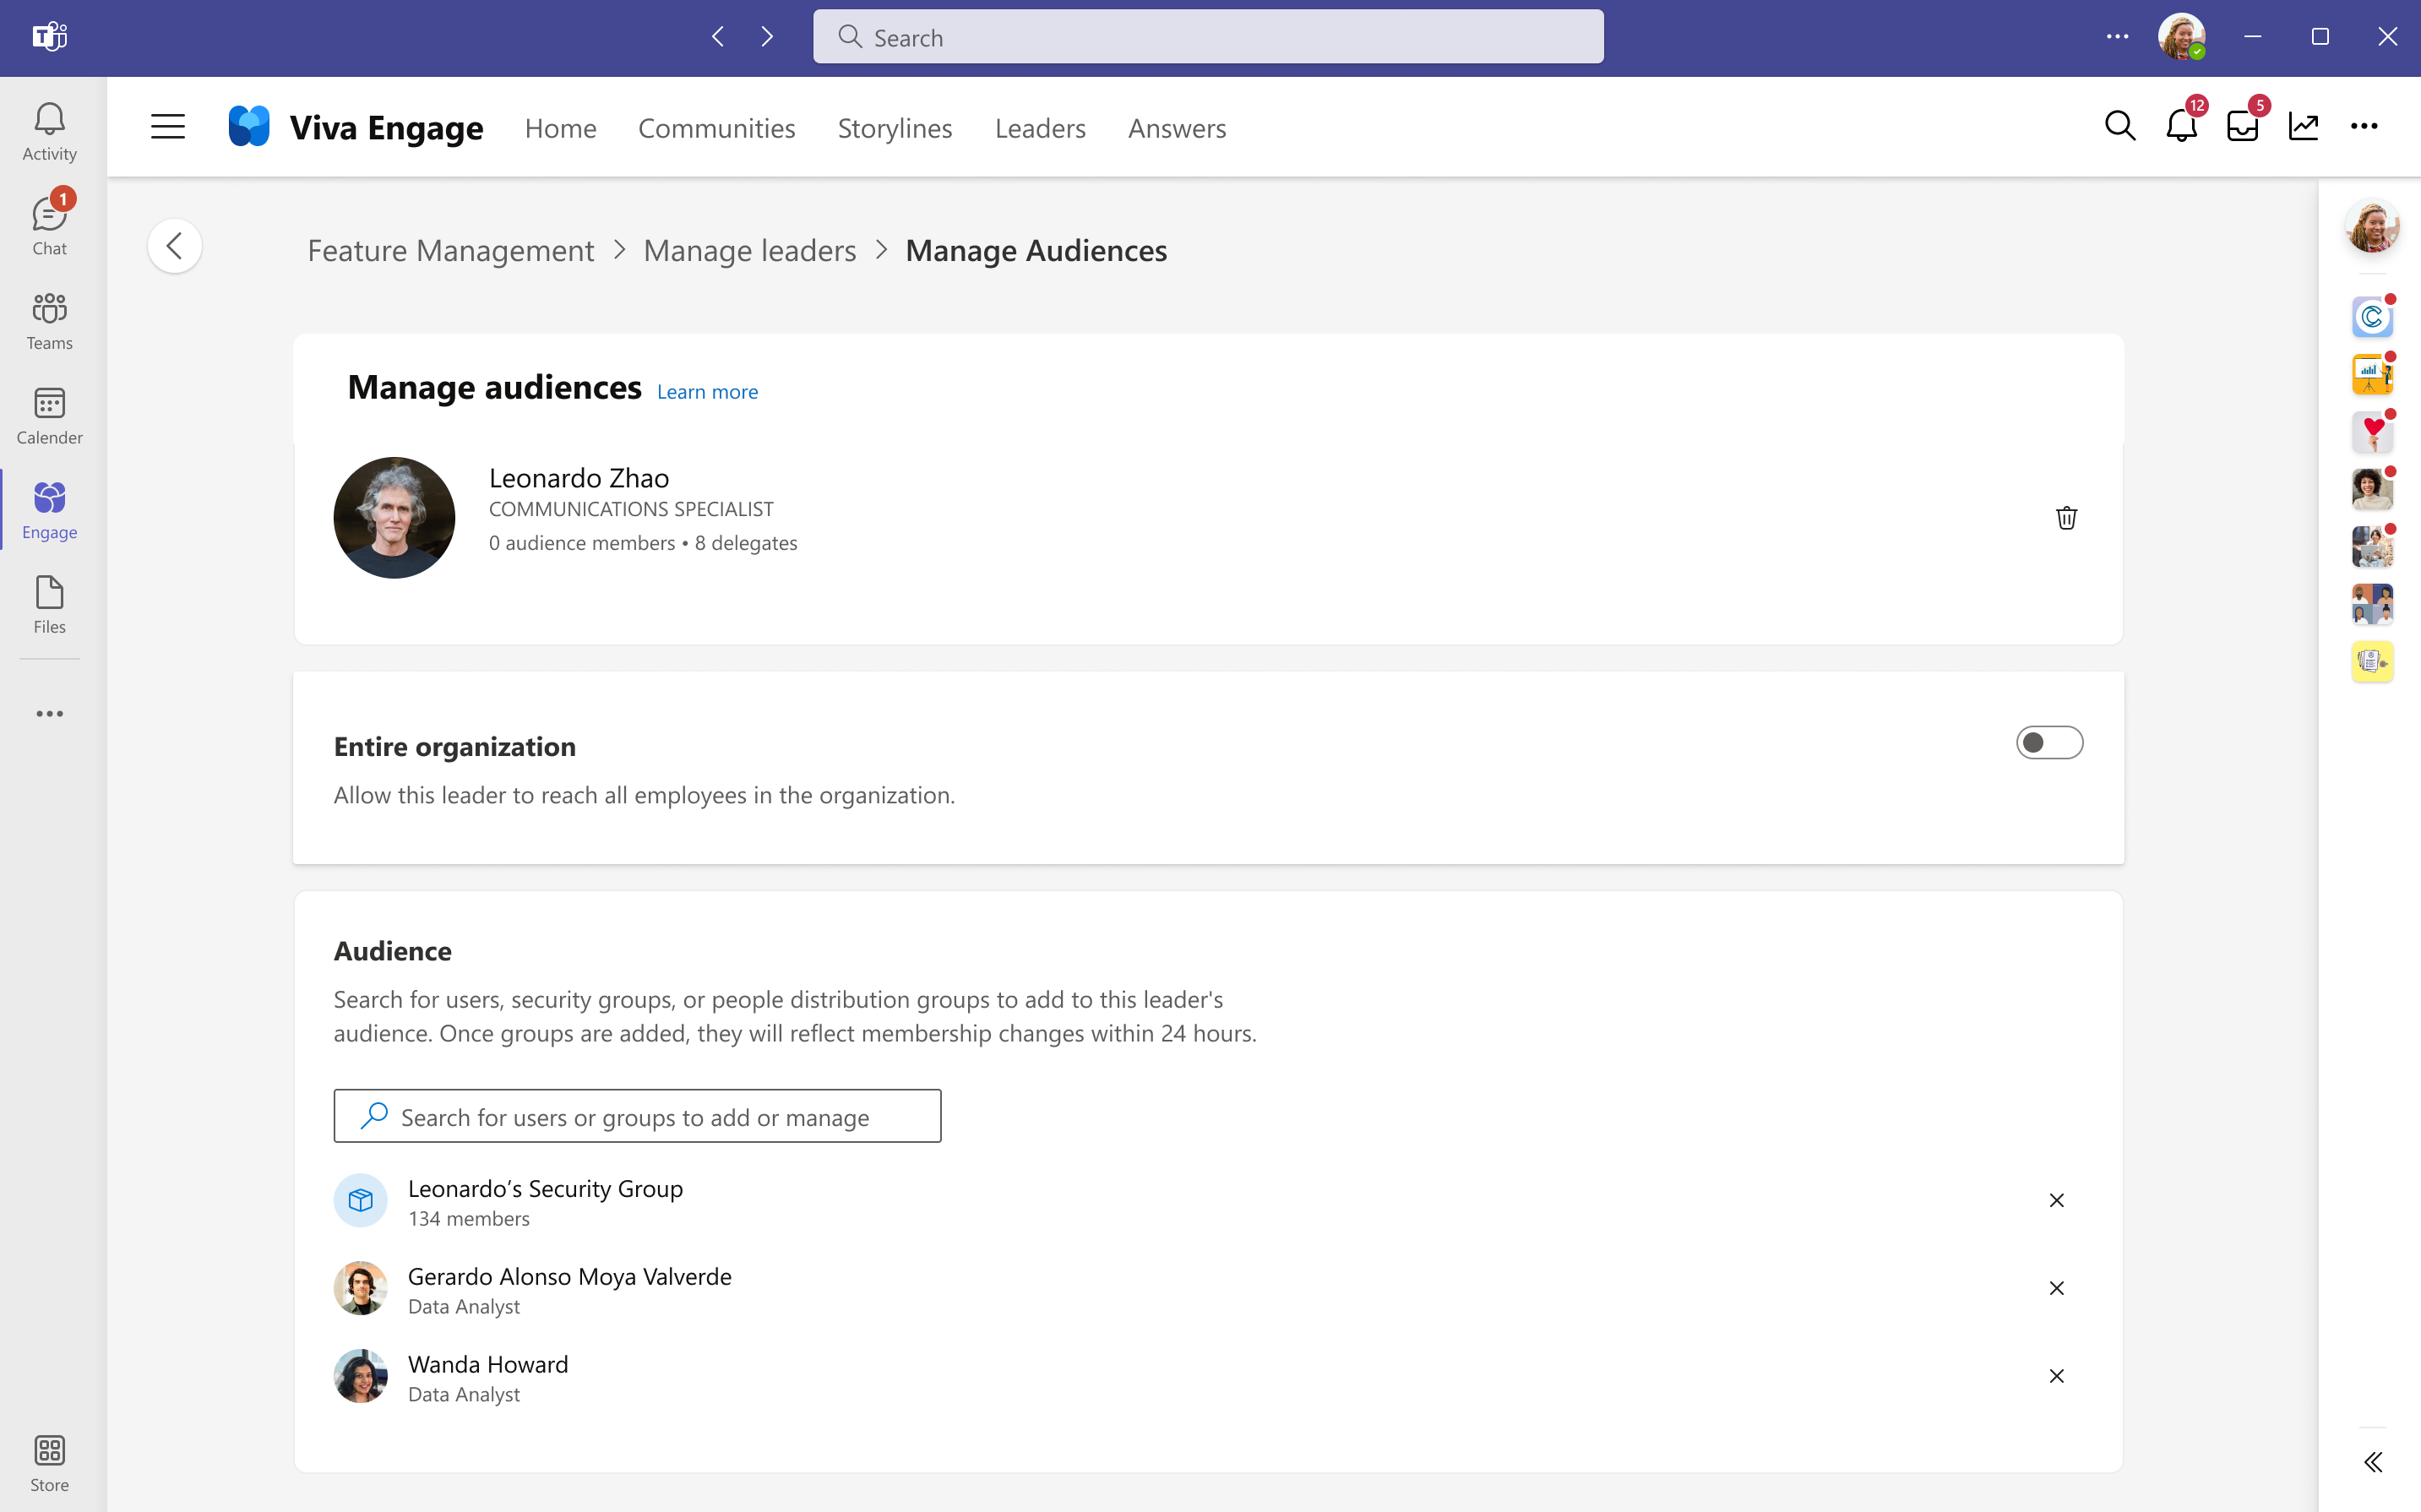 Search
Activity
1
Chat
Teams
Calender
Engage
Files
Store
Viva Engage
Home
Communities
Storylines
Leaders
Answers
12
5
Feature Management > Manage leaders > Manage Audiences
Manage audiences Learn more
Leonardo Zhao
COMMUNICATIONS SPECIALIST
0 audience members • 8 delegates
Entire organization
Allow this leader to reach all employees in the organization.
Audience
Search for users, security groups, or people distribution groups to add to this leader's
audience. Once groups are added, they will reflect membership changes within 24 hours.
Search for users or groups to add or manage
Leonardo’s Security Group
134 members
Gerardo Alonso Moya Valverde
Data Analyst
Wanda Howard
Data Analyst